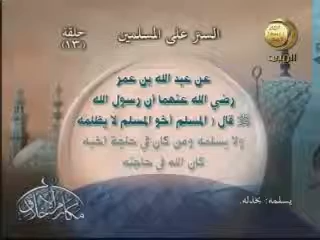 الستر على المسلمين
حلقة
(١٣)
عن عبد الله بن عمر
رضي الله عنهما أن رسول الله
ﷺ قال ( المسلم أخو المسلم لا يظلمه
ولا يسلمه ومن كان في حاجة أخيه
كان الله في حاجته
يسلمه: يخذله.
مكارم الأخلاق